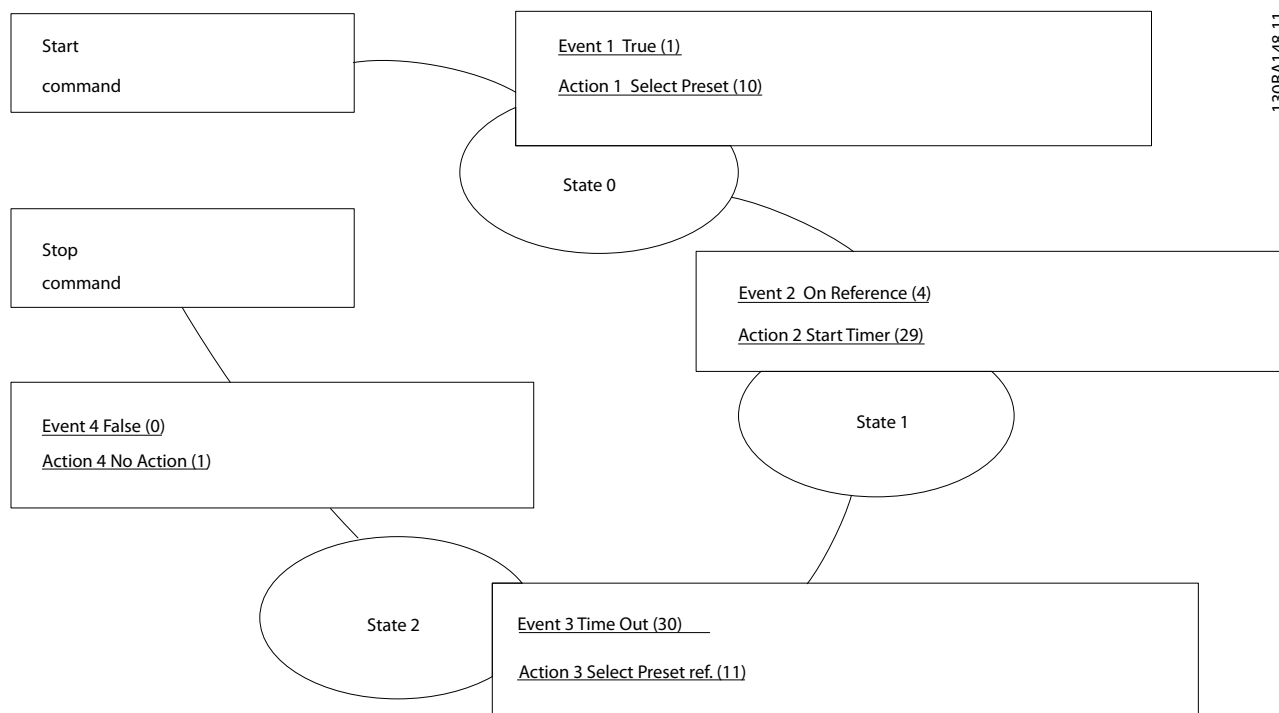 Start
command
Event 1 True (1)
Action 1 Select Preset (10)
130BA148.11
State 0
Stop
command
Event 2 On Reference (4)
Action 2 Start Timer (29)
State 1
Event 4 False (0)
Action 4 No Action (1)
State 2
Event 3 Time Out (30)
Action 3 Select Preset ref. (11)